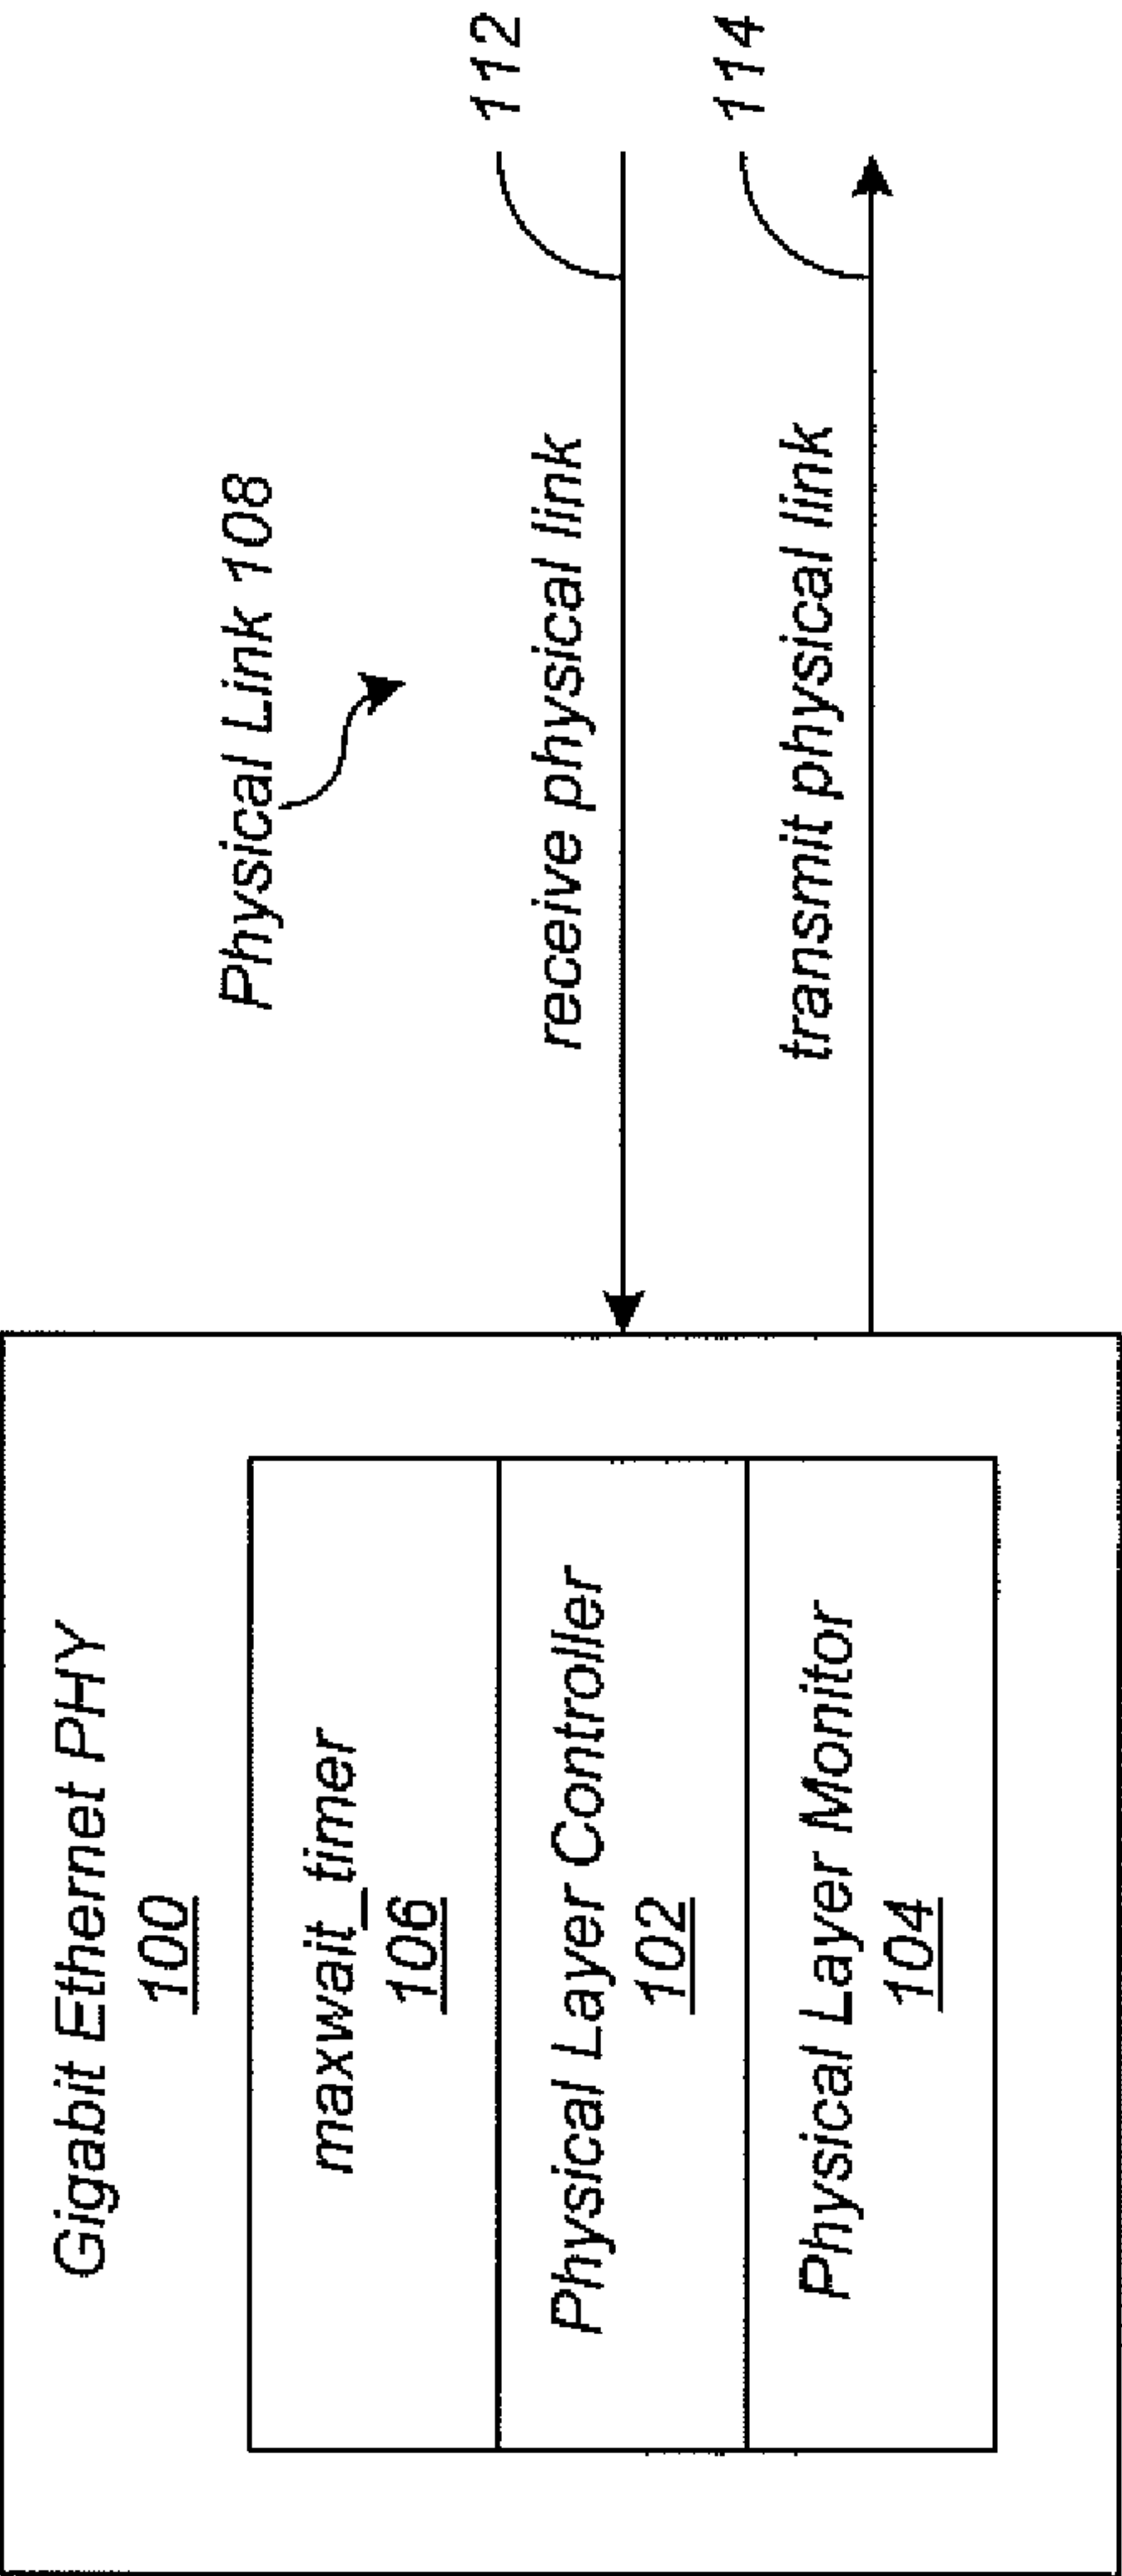 Gigabit Ethernet PHY
100
maxwait_timer
106
Physical Layer Controller
102
Physical Layer Monitor
104
Physical Link 108
receive physical link
112
transmit physical link
114